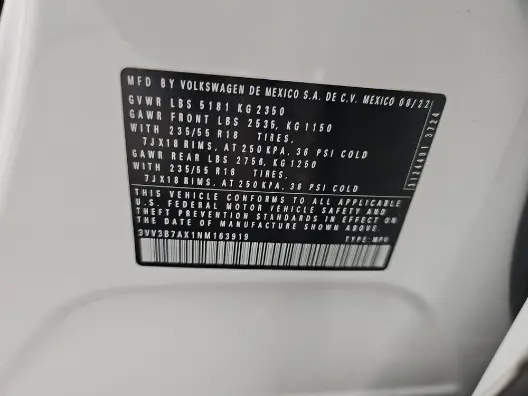 MFD BY VOLKSWAGEN DE MEXICO S.A. DE C.V. MEXICO 08/22
GVWR LBS 5181 KG 2350
GAWR FRONT LBS 2535, KG 1150
WITH 235/55 R18 TIRES,
7JX18 RIMS, AT 250 KPA, 36 PSI COLD
GAWR REAR LBS 2756, KG 1250
WITH 235/55 R18 TIRES,
7JX18 RIMS, AT 250 KPA, 36 PSI COLD
THIS VEHICLE CONFORMS TO ALL APPLICABLE
U.S. FEDERAL MOTOR VEHICLE SAFETY AND
THEFT PREVENTION STANDARDS IN EFFECT ON
THE DATE OF MANUFACTURE SHOWN ABOVE.
3VV3B7AX1NM163919
TYPE: MPV